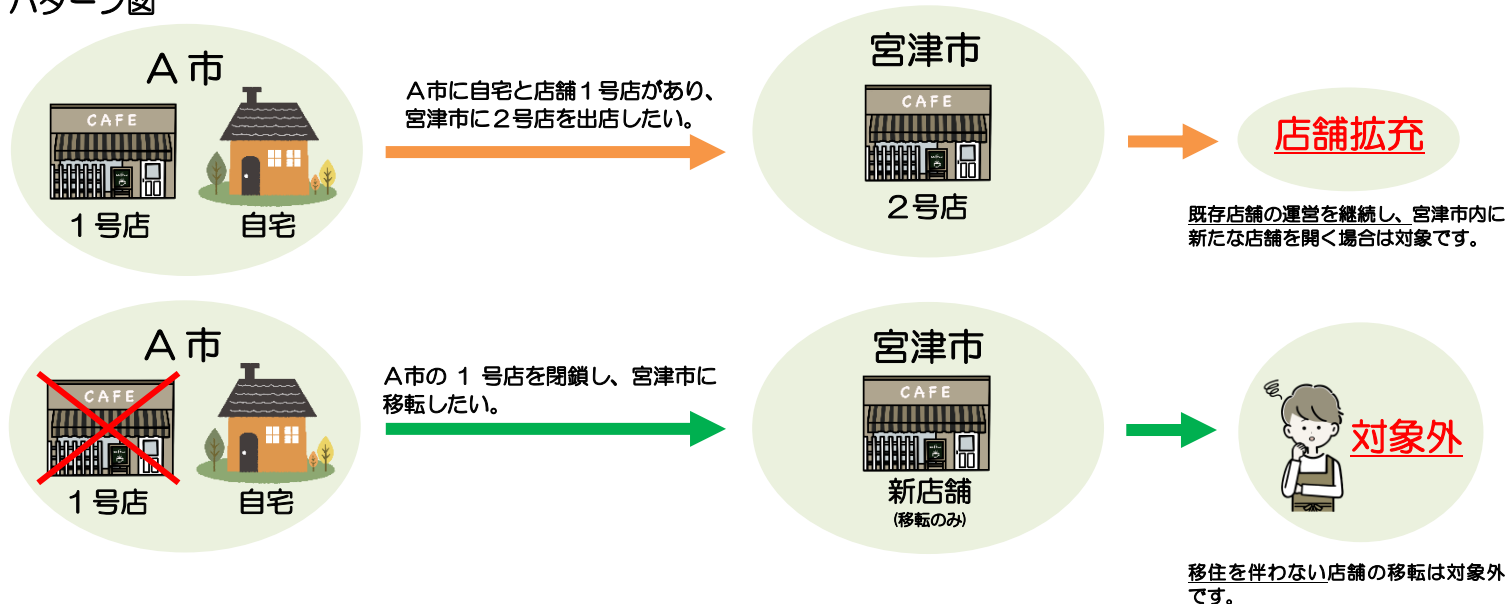 パターン図
A市
CAFE
1号店
自宅
A市に自宅と店舗1号店があり、
宮津市に2号店を出店したい。
宮津市
CAFE
2号店
店舗拡充
既存店舗の運営を継続し、宮津市内に
新たな店舗を開く場合は対象です。
A市
CAFE
1号店
自宅
A市の 1 号店を閉鎖し、宮津市に
移転したい。
宮津市
CAFE
新店舗
(移転のみ)
対象外
移住を伴わない店舗の移転は対象外
です。